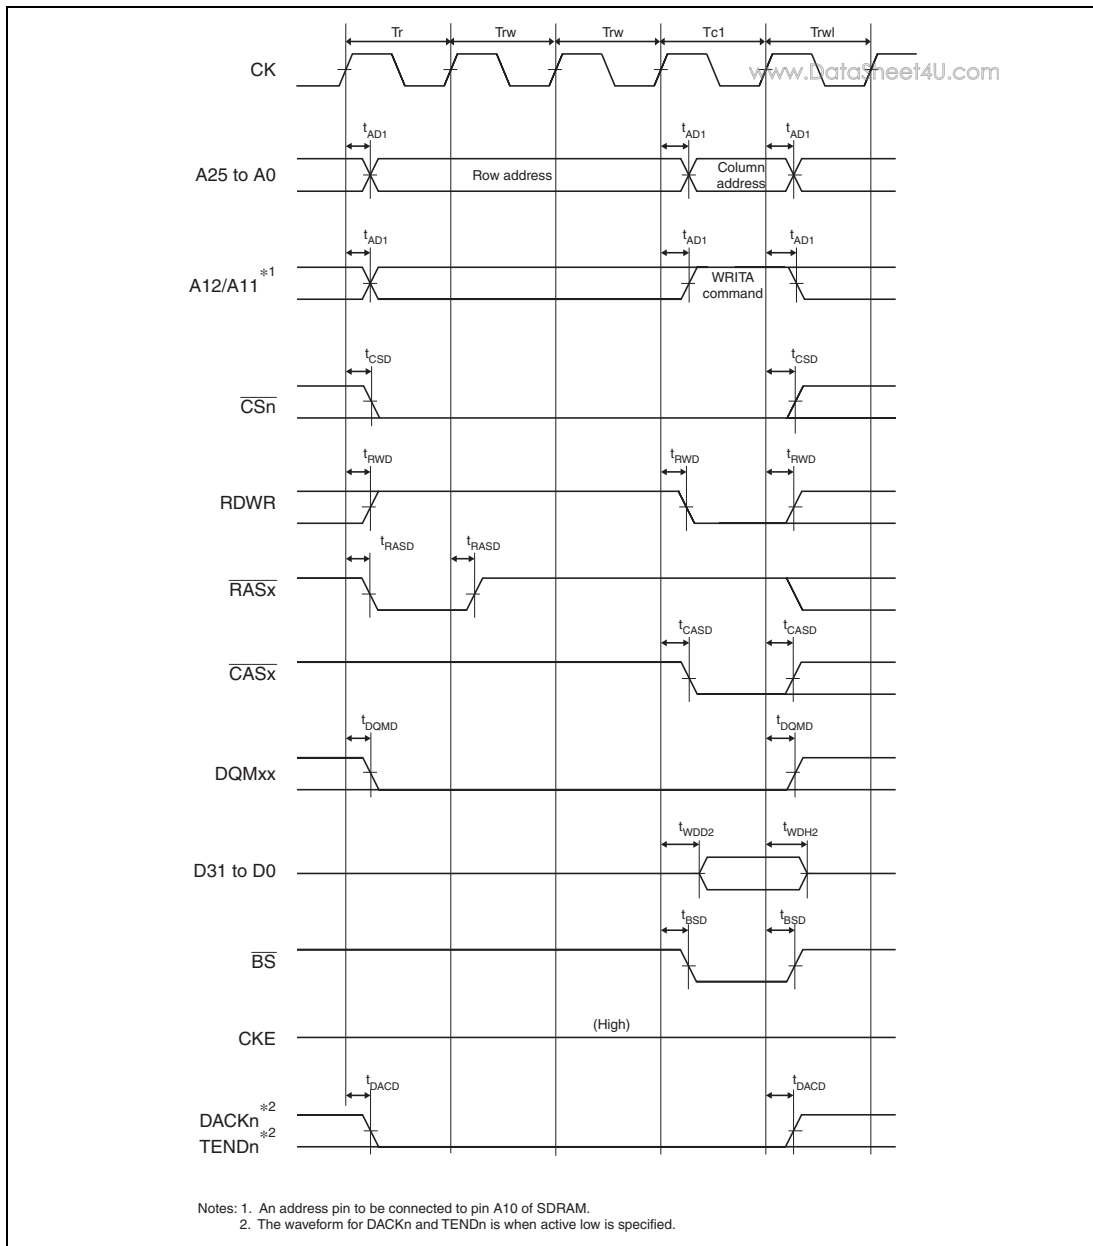 Tr Trw Trw Tc1 Trwl
CK
www.DataSheet4U.com
tAD1 tAD1 tAD1
A25 to A0
Row address
Column
address
tAD1 tAD1 tAD1
A12/A11*1
WRITA
command
tCSD tCSD
CSn
tRWD tRWD tRWD
RDWR
tRASD tRASD
RASx
tCASD tCASD
CASx
tDQMD tDQMD
DQMxx
tWDD2 tWDH2
D31 to D0
tBSD tBSD
BS
(High)
CKE
tDACD tDACD
DACKn*2
TENDn*2
Notes: 1. An address pin to be connected to pin A10 of SDRAM.
2. The waveform for DACKn and TENDn is when active low is specified.